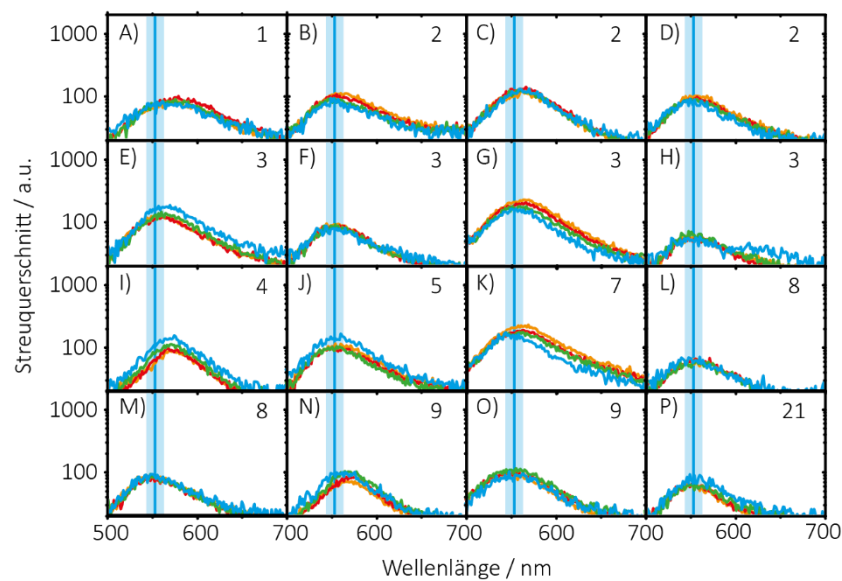 1000
A) 1 B) 2 C) 2 D) 2
100
1000
E) 3 F) 3 G) 3 H) 3
100
1000
I) 4 J) 5 K) 7 L) 8
100
1000
M) 8 N) 9 O) 9 P) 21
100
500 600 700 600 700 600 700 600 700
Wellenlänge / nm
Streuquerschnitt / a.u.